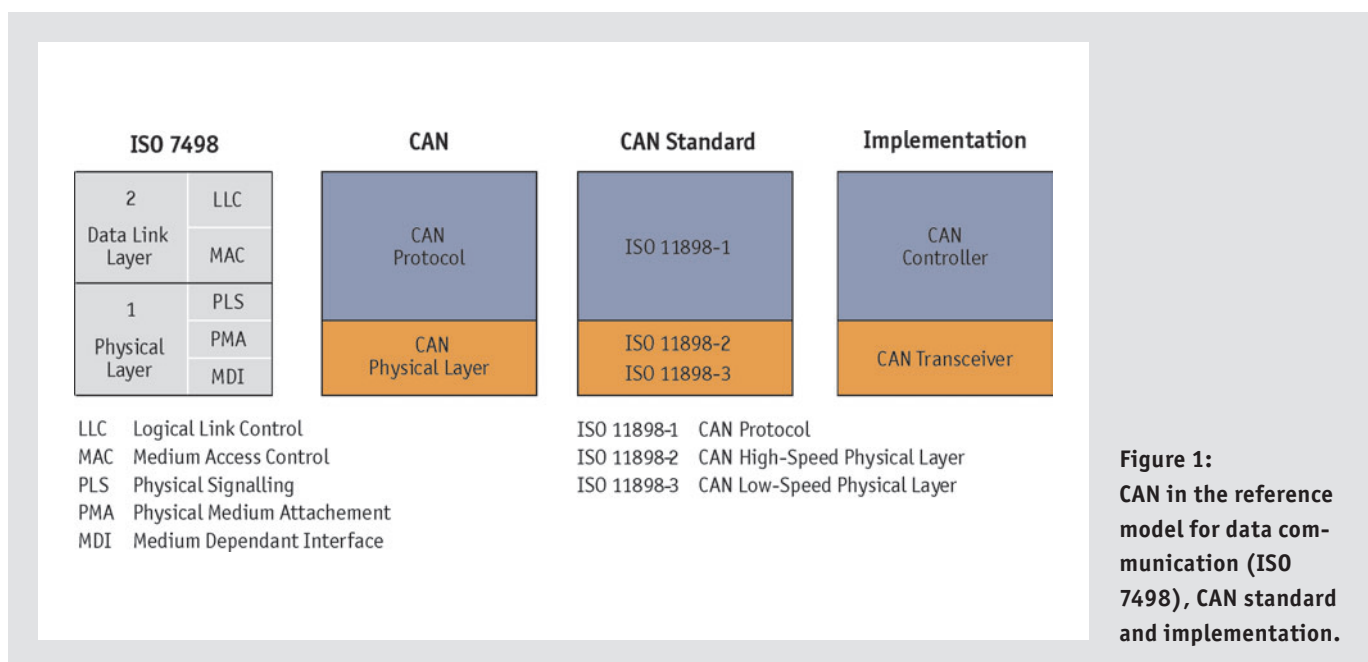 ISO 7498
CAN
CAN Standard
Implementation
2
Data Link
Layer
LLC
MAC
1
Physical
Layer
PLS
PMA
MDI
CAN
Protocol
CAN
Physical Layer
ISO 11898-1
ISO 11898-2
ISO 11898-3
CAN
Controller
CAN Transceiver
LLC Logical Link Control
MAC Medium Access Control
PLS Physical Signalling
PMA Physical Medium Attachement
MDI Medium Dependant Interface
ISO 11898-1 CAN Protocol
ISO 11898-2 CAN High-Speed Physical Layer
ISO 11898-3 CAN Low-Speed Physical Layer
Figure 1:
CAN in the reference
model for data com-
munication (ISO
7498), CAN standard
and implementation.